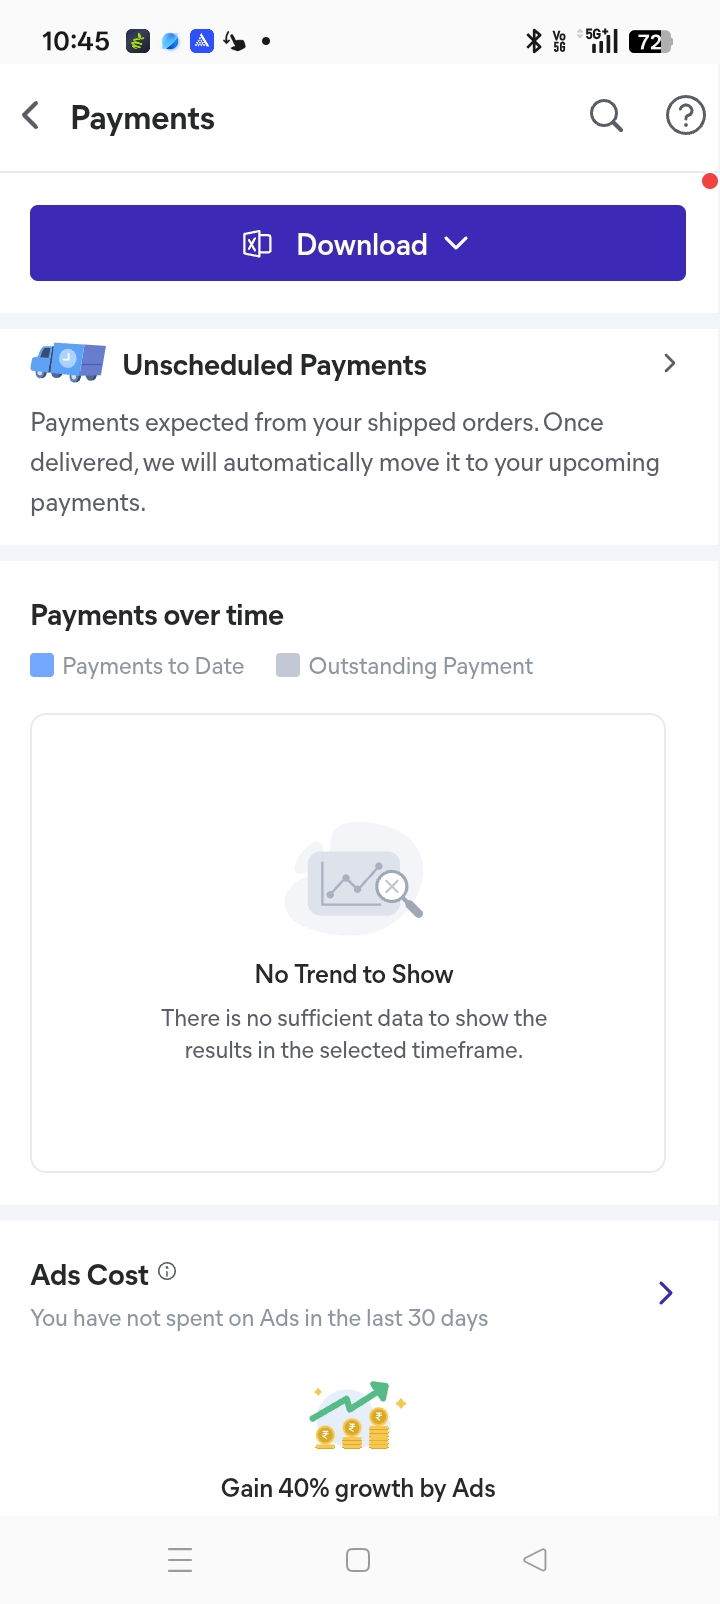 10:45
Vo
5G
5G+
72
Payments
Download
Unscheduled Payments
Payments expected from your shipped orders. Once
delivered, we will automatically move it to your upcoming
payments.
Payments over time
Payments to Date
Outstanding Payment
No Trend to Show
There is no sufficient data to show the
results in the selected timeframe.
Ads Cost
You have not spent on Ads in the last 30 days
Gain 40% growth by Ads